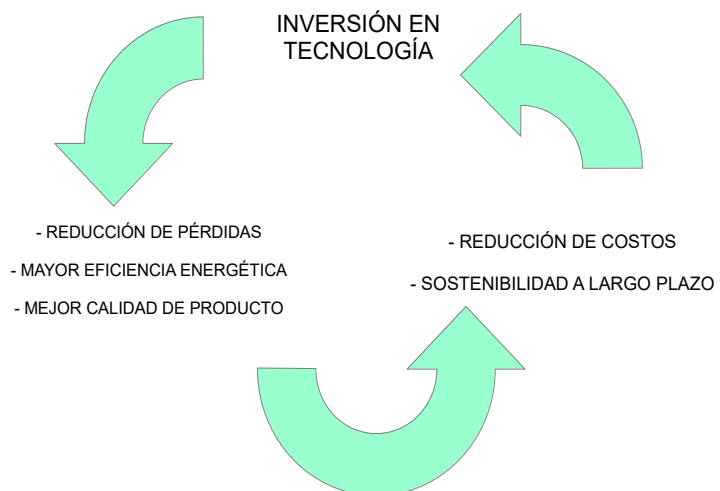 INVERSIÓN EN
TECNOLOGÍA
- REDUCCIÓN DE PÉRDIDAS
- MAYOR EFICIENCIA ENERGÉTICA
- MEJOR CALIDAD DE PRODUCTO
- REDUCCIÓN DE COSTOS
- SOSTENIBILIDAD A LARGO PLAZO